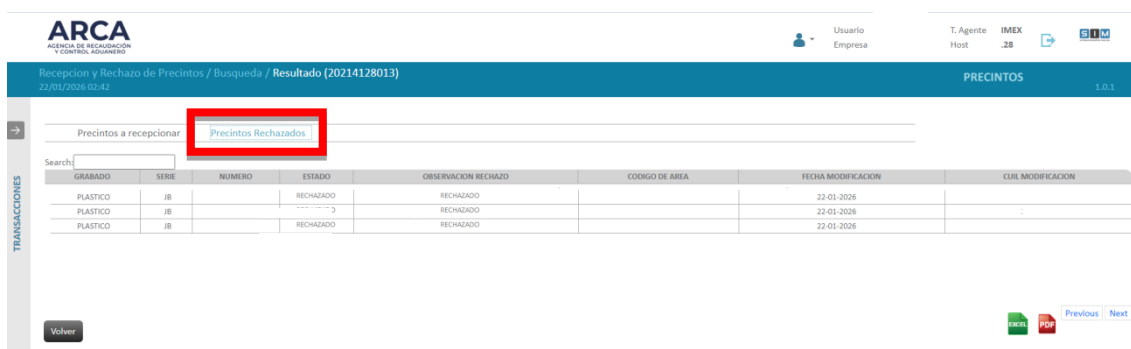 ARCA
AGENCIA DE RECAUDACIÓN
Y CONTROL ADUANERO
Usuario
Empresa
T. Agente IMEX
Host .28
SIM
Recepcion y Rechazo de Precintos / Busqueda / Resultado (20214128013)
22/01/2026 02:42
PRECINTOS
1.0.1
TRANSACCIONES
Precintos a recepcionar Precintos Rechazados
Search:
GRABADO SERIE NUMERO ESTADO OBSERVACION RECHAZO CODIGO DE AREA FECHA MODIFICACION CUIL MODIFICACION
PLASTICO JB RECHAZADO RECHAZADO 22-01-2026
PLASTICO JB RECHAZADO 22-01-2026
PLASTICO JB RECHAZADO RECHAZADO 22-01-2026
EXCEL PDF Previous Next
Volver